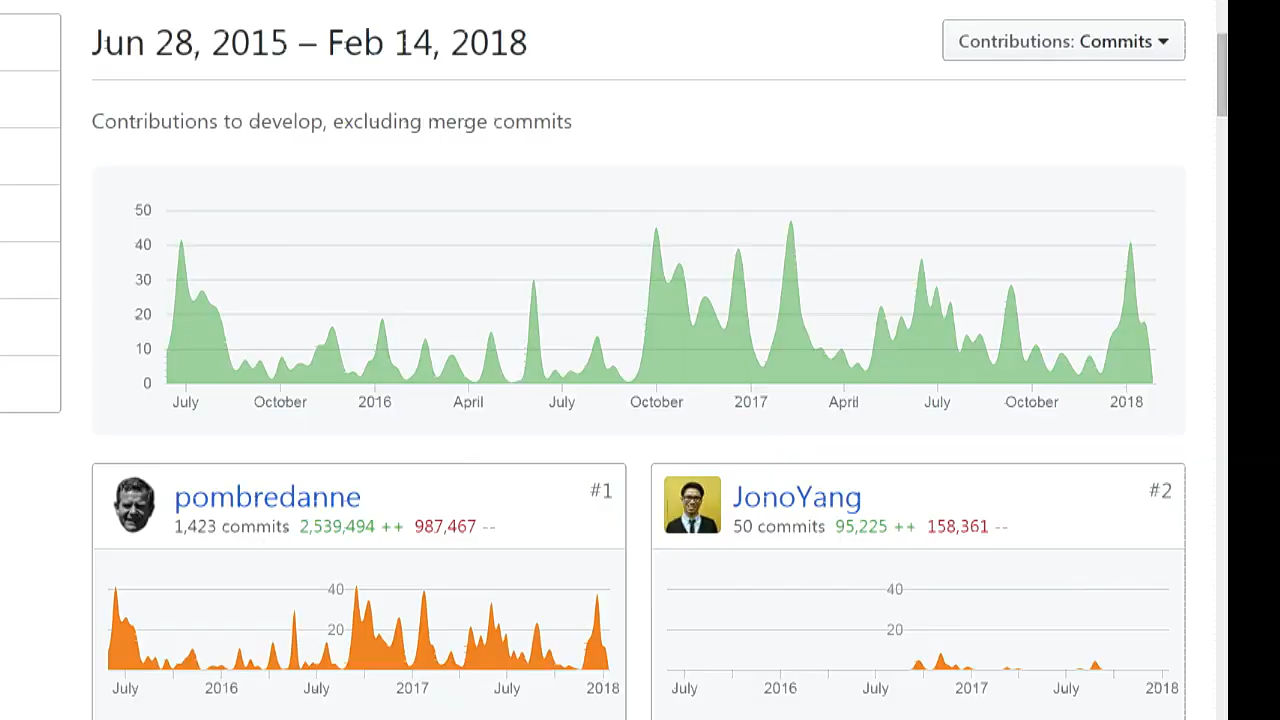 Jun 28, 2015 – Feb 14, 2018
Contributions: Commits
Contributions to develop, excluding merge commits
50
40
30
20
10
0
July October 2016 April July October 2017 April July October 2018
pombredanne #1
1,423 commits 2,539,494 ++ 987,467 --
40
20
July 2016 July 2017 July 2018
JonoYang #2
50 commits 95,225 ++ 158,361 --
40
20
July 2016 July 2017 July 2018